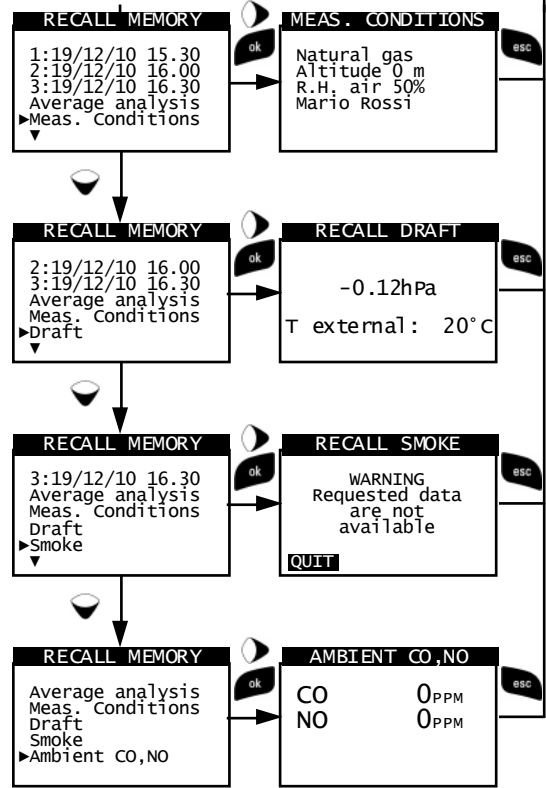 RECALL MEMORY
1:19/12/10 15.30
2:19/12/10 16.00
3:19/12/10 16.30
Average analysis
►Meas. Conditions
▼
ok
MEAS. CONDITIONS
Natural gas
Altitude 0 m
R.H. air 50%
Mario Rossi
esc
RECALL MEMORY
2:19/12/10 16.00
3:19/12/10 16.30
Average analysis
Meas. Conditions
►Draft
▼
ok
RECALL DRAFT
-0.12hPa
T external: 20°C
esc
RECALL MEMORY
3:19/12/10 16.30
Average analysis
Meas. Conditions
Draft
►Smoke
▼
ok
RECALL SMOKE
WARNING
Requested data
are not
available
QUIT
esc
RECALL MEMORY
Average analysis
Meas. Conditions
Draft
Smoke
►Ambient CO,NO
ok
AMBIENT CO,NO
CO 0PPM
NO 0PPM
esc